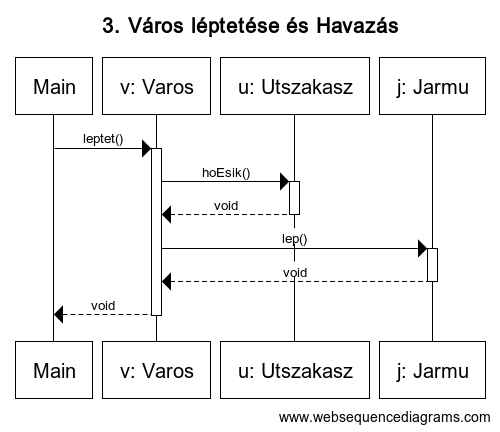 3. Város léptetése és Havazás
Main
v: Varos
u: Utszakasz
j: Jarmu
leptet()
hoEsik()
void
lep()
void
void
Main
v: Varos
u: Utszakasz
j: Jarmu
www.websequencediagrams.com